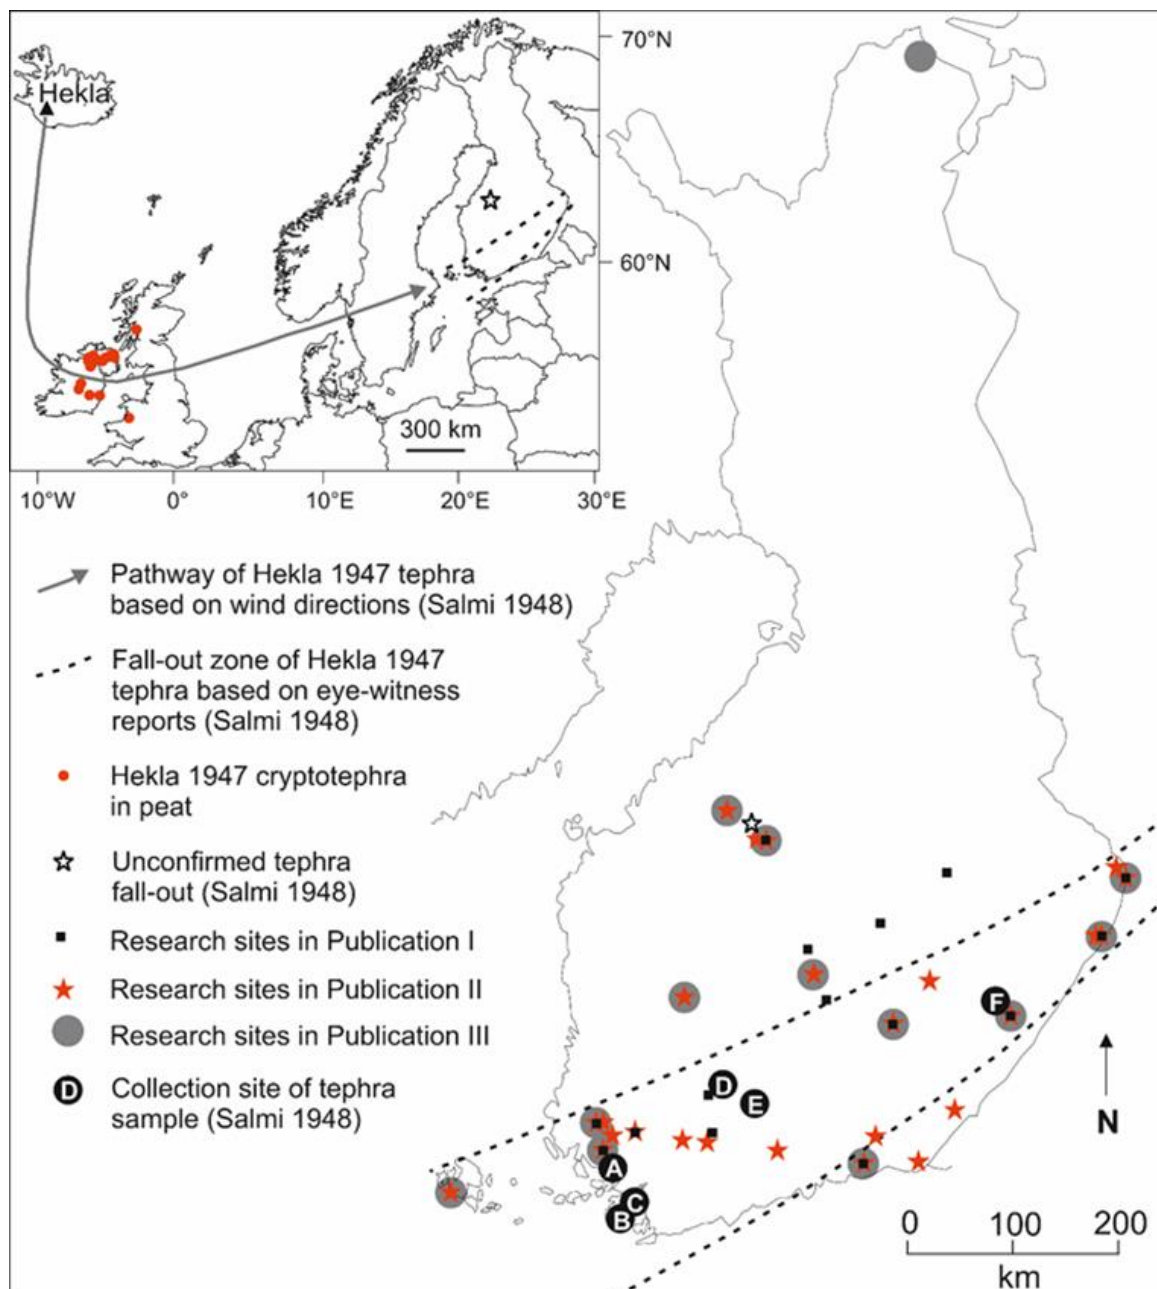 70°N
Hekla
60°N
300 km
10°W 0° 10°E 20°E 30°E
Pathway of Hekla 1947 tephra
based on wind directions (Salmi 1948)
Fall-out zone of Hekla 1947
tephra based on eye-witness
reports (Salmi 1948)
Hekla 1947 cryptotephra
in peat
Unconfirmed tephra
fall-out (Salmi 1948)
Research sites in Publication I
Research sites in Publication II
Research sites in Publication III
D Collection site of tephra
sample (Salmi 1948)
F
D
E
A
C
B
N
0 100 200
km